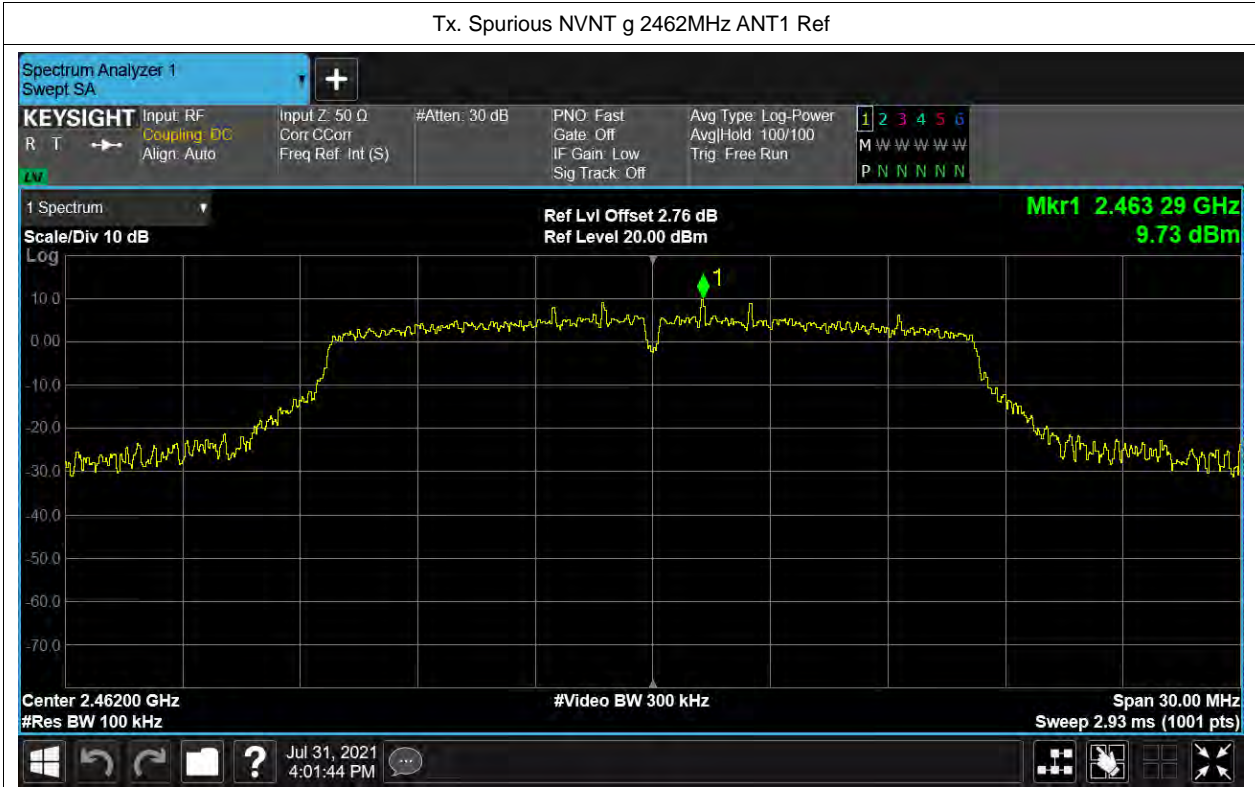 Tx. Spurious NVNT g 2462MHz ANT1 Ref
Spectrum Analyzer 1
Swept SA
KEYSIGHT
R T
LXI
Input: RF
Coupling: DC
Align: Auto
Input Z: 50 Ω
Corr CCorr
Freq Ref: Int (S)
#Atten: 30 dB
PNO: Fast
Gate: Off
IF Gain: Low
Sig Track: Off
Avg Type: Log-Power
Avg|Hold: 100/100
Trig: Free Run
1 2 3 4 5 6
M W W W W W
P N N N N N
1 Spectrum
Scale/Div 10 dB
Ref Lvl Offset 2.76 dB
Ref Level 20.00 dBm
Mkr1 2.463 29 GHz
9.73 dBm
Log
1
10.0
0.00
-10.0
-20.0
-30.0
-40.0
-50.0
-60.0
-70.0
Center 2.46200 GHz
#Res BW 100 kHz
#Video BW 300 kHz
Span 30.00 MHz
Sweep 2.93 ms (1001 pts)
?
Jul 31, 2021
4:01:44 PM